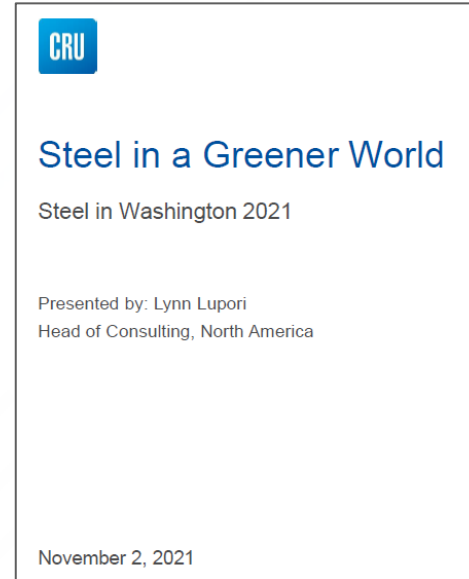 CRU
Steel in a Greener World
Steel in Washington 2021
Presented by: Lynn Lupori
Head of Consulting, North America
November 2, 2021